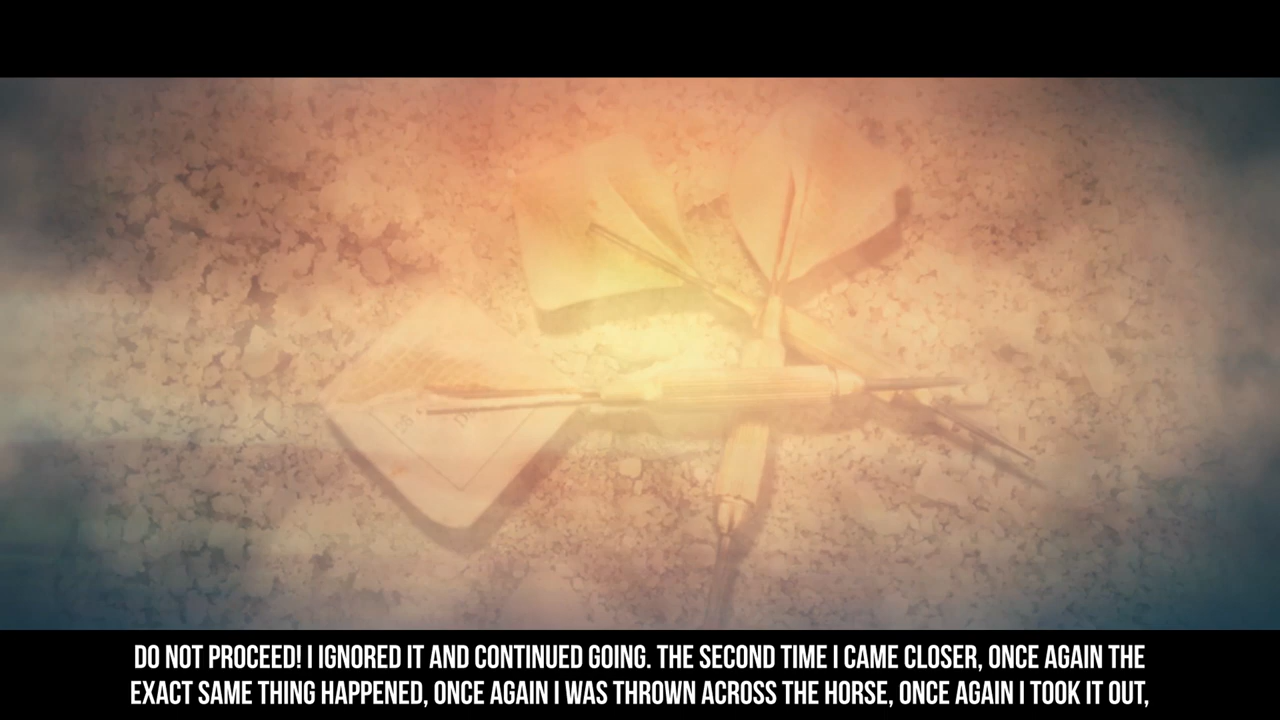 DO NOT PROCEED! I IGNORED IT AND CONTINUED GOING. THE SECOND TIME I CAME CLOSER, ONCE AGAIN THE
EXACT SAME THING HAPPENED, ONCE AGAIN I WAS THROWN ACROSS THE HORSE, ONCE AGAIN I TOOK IT OUT,